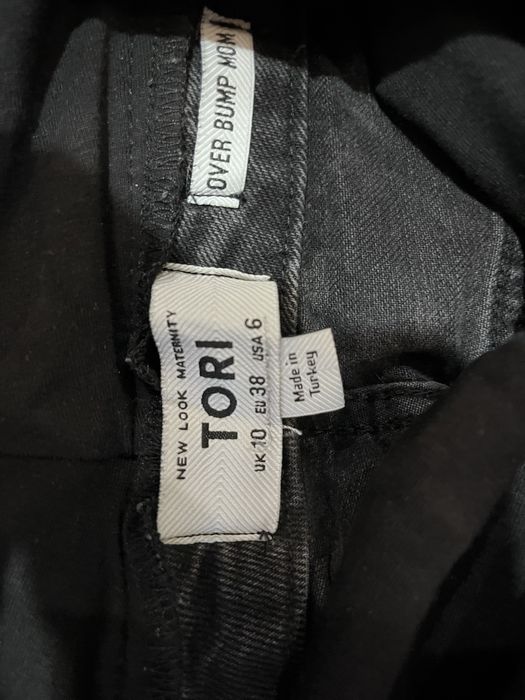 OVER BUMP MOM
NEW LOOK MATERNITY
TORI
UK 10 EU 38 USA 6
Made in
Turkey